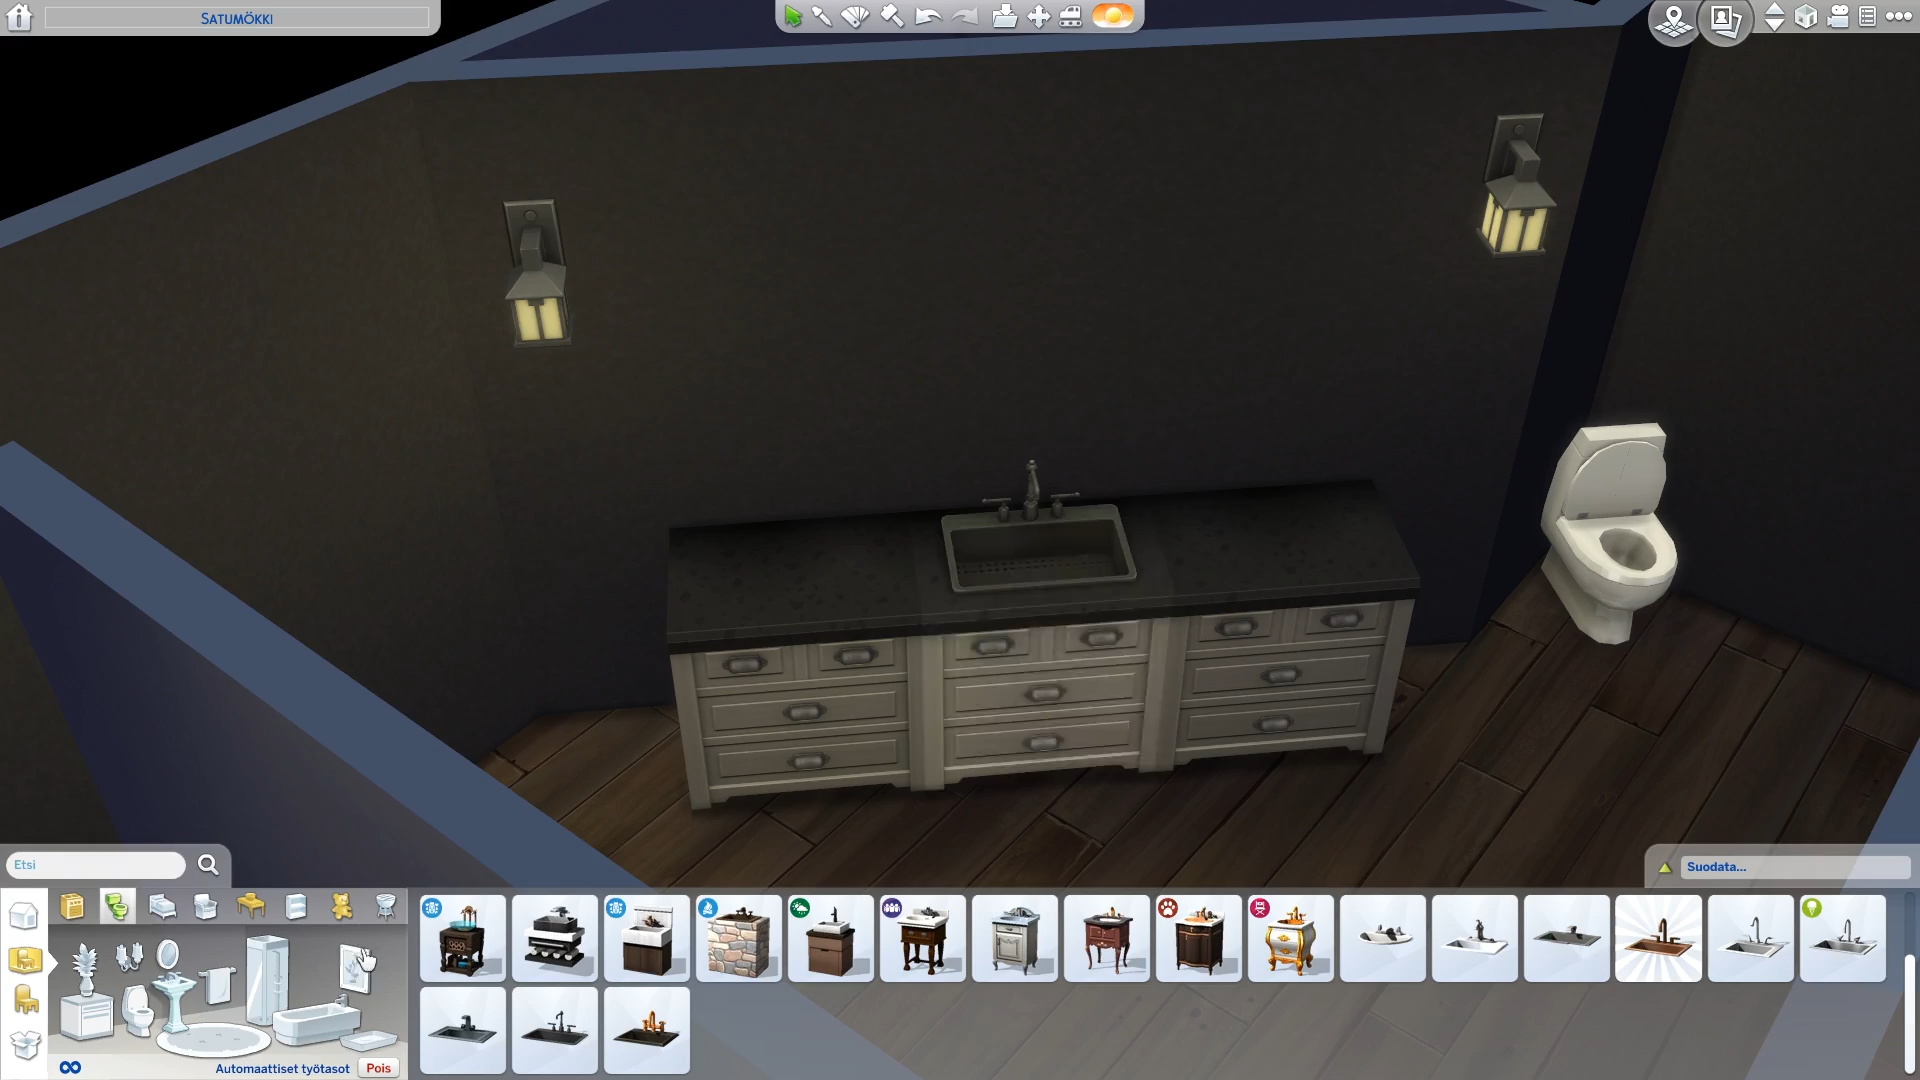 Satumökki
Etsi
Suodata...
Automaattiset työtasot
Pois